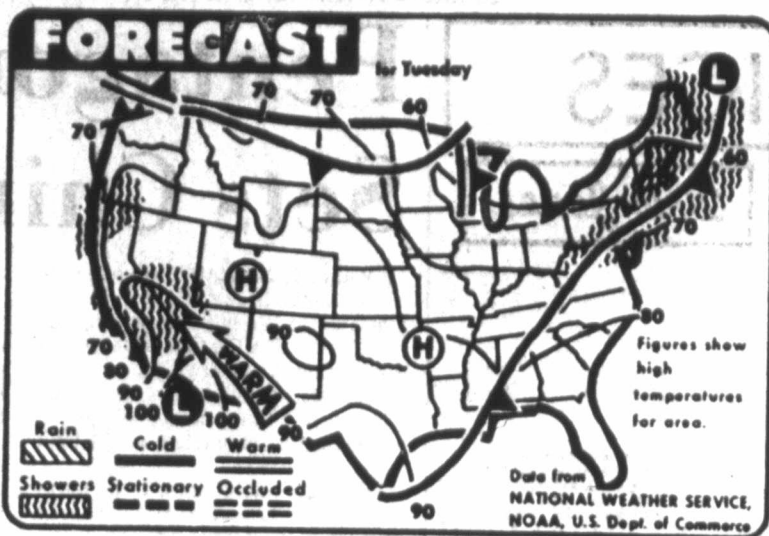 FORECAST
for Tuesday
L
70
70
60
70
60
70
H
H
80
90
WARM
70
80
90
100
L
100
90
90
Figures show
high
temperatures
for area.
Rain
Cold
Warm
Showers
Stationary
Occluded
Data from
NATIONAL WEATHER SERVICE,
NOAA, U.S. Dept. of Commerce